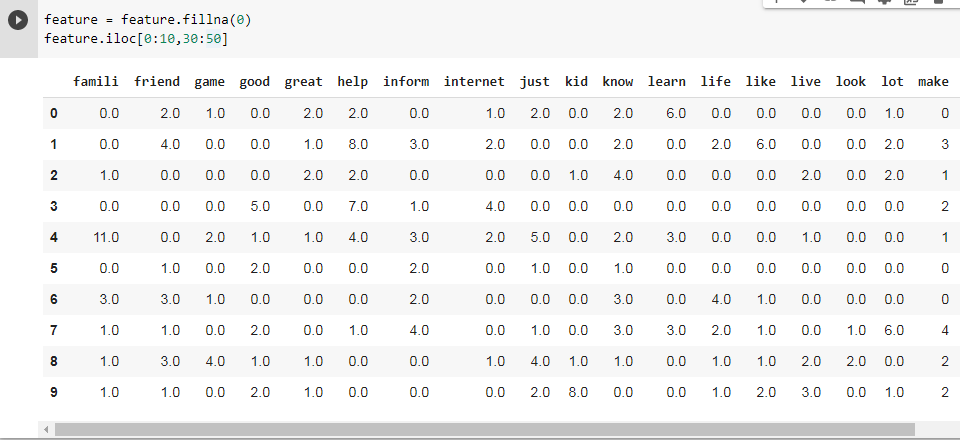 feature = feature.fillna(0)
feature.iloc[0:10,30:50]
famili friend game good great help inform internet just kid know learn life like live look lot make
0 0.0 2.0 1.0 0.0 2.0 2.0 0.0 1.0 2.0 0.0 2.0 6.0 0.0 0.0 0.0 0.0 1.0 0
1 0.0 4.0 0.0 0.0 1.0 8.0 3.0 2.0 0.0 0.0 2.0 0.0 2.0 6.0 0.0 0.0 2.0 3
2 1.0 0.0 0.0 0.0 2.0 2.0 0.0 0.0 0.0 1.0 4.0 0.0 0.0 0.0 2.0 0.0 2.0 1
3 0.0 0.0 0.0 5.0 0.0 7.0 1.0 4.0 0.0 0.0 0.0 0.0 0.0 0.0 0.0 0.0 0.0 2
4 11.0 0.0 2.0 1.0 1.0 4.0 3.0 2.0 5.0 0.0 2.0 3.0 0.0 0.0 1.0 0.0 0.0 1
5 0.0 1.0 0.0 2.0 0.0 0.0 2.0 0.0 1.0 0.0 1.0 0.0 0.0 0.0 0.0 0.0 0.0 0
6 3.0 3.0 1.0 0.0 0.0 0.0 2.0 0.0 0.0 0.0 3.0 0.0 4.0 1.0 0.0 0.0 0.0 0
7 1.0 1.0 0.0 2.0 0.0 1.0 4.0 0.0 1.0 0.0 3.0 3.0 2.0 1.0 0.0 1.0 6.0 4
8 1.0 3.0 4.0 1.0 1.0 0.0 0.0 1.0 4.0 1.0 1.0 0.0 1.0 1.0 2.0 2.0 0.0 2
9 1.0 1.0 0.0 2.0 1.0 0.0 0.0 0.0 2.0 8.0 0.0 0.0 1.0 2.0 3.0 0.0 1.0 2